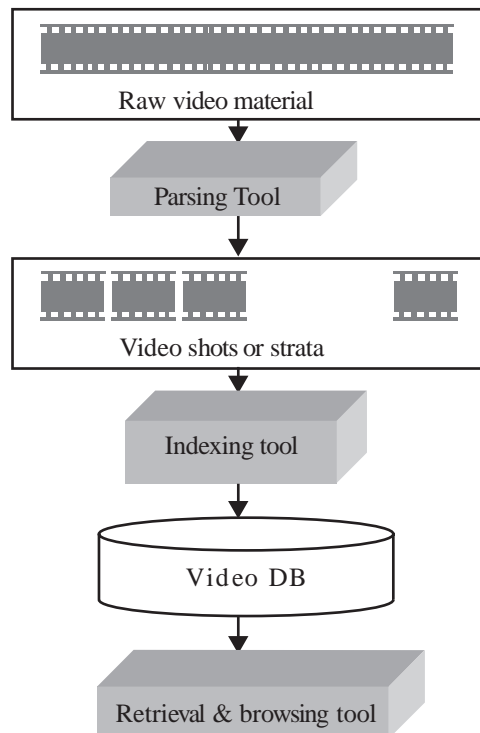 Raw video material
Parsing Tool
Video shots or strata
Indexing tool
Video DB
Retrieval & browsing tool